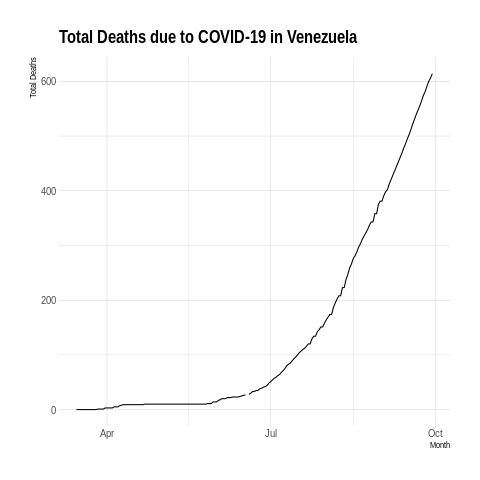 Total Deaths due to COVID-19 in Venezuela
Total Deaths
600
400
200
0
Apr
Jul
Oct
Month